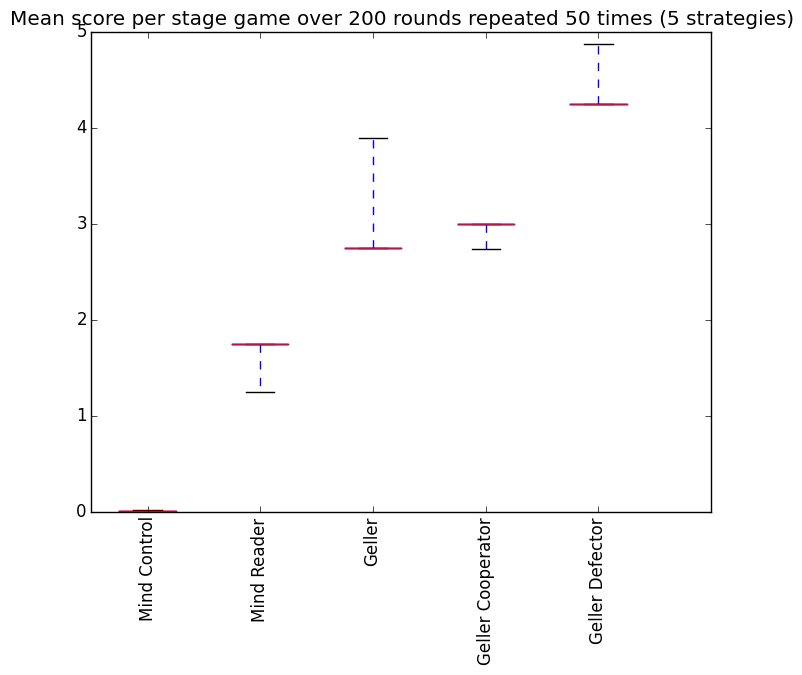 Mean score per stage game over 200 rounds repeated 50 times (5 strategies)
5
4
3
2
1
0
Mind Control
Mind Reader
Geller
Geller Cooperator
Geller Defector